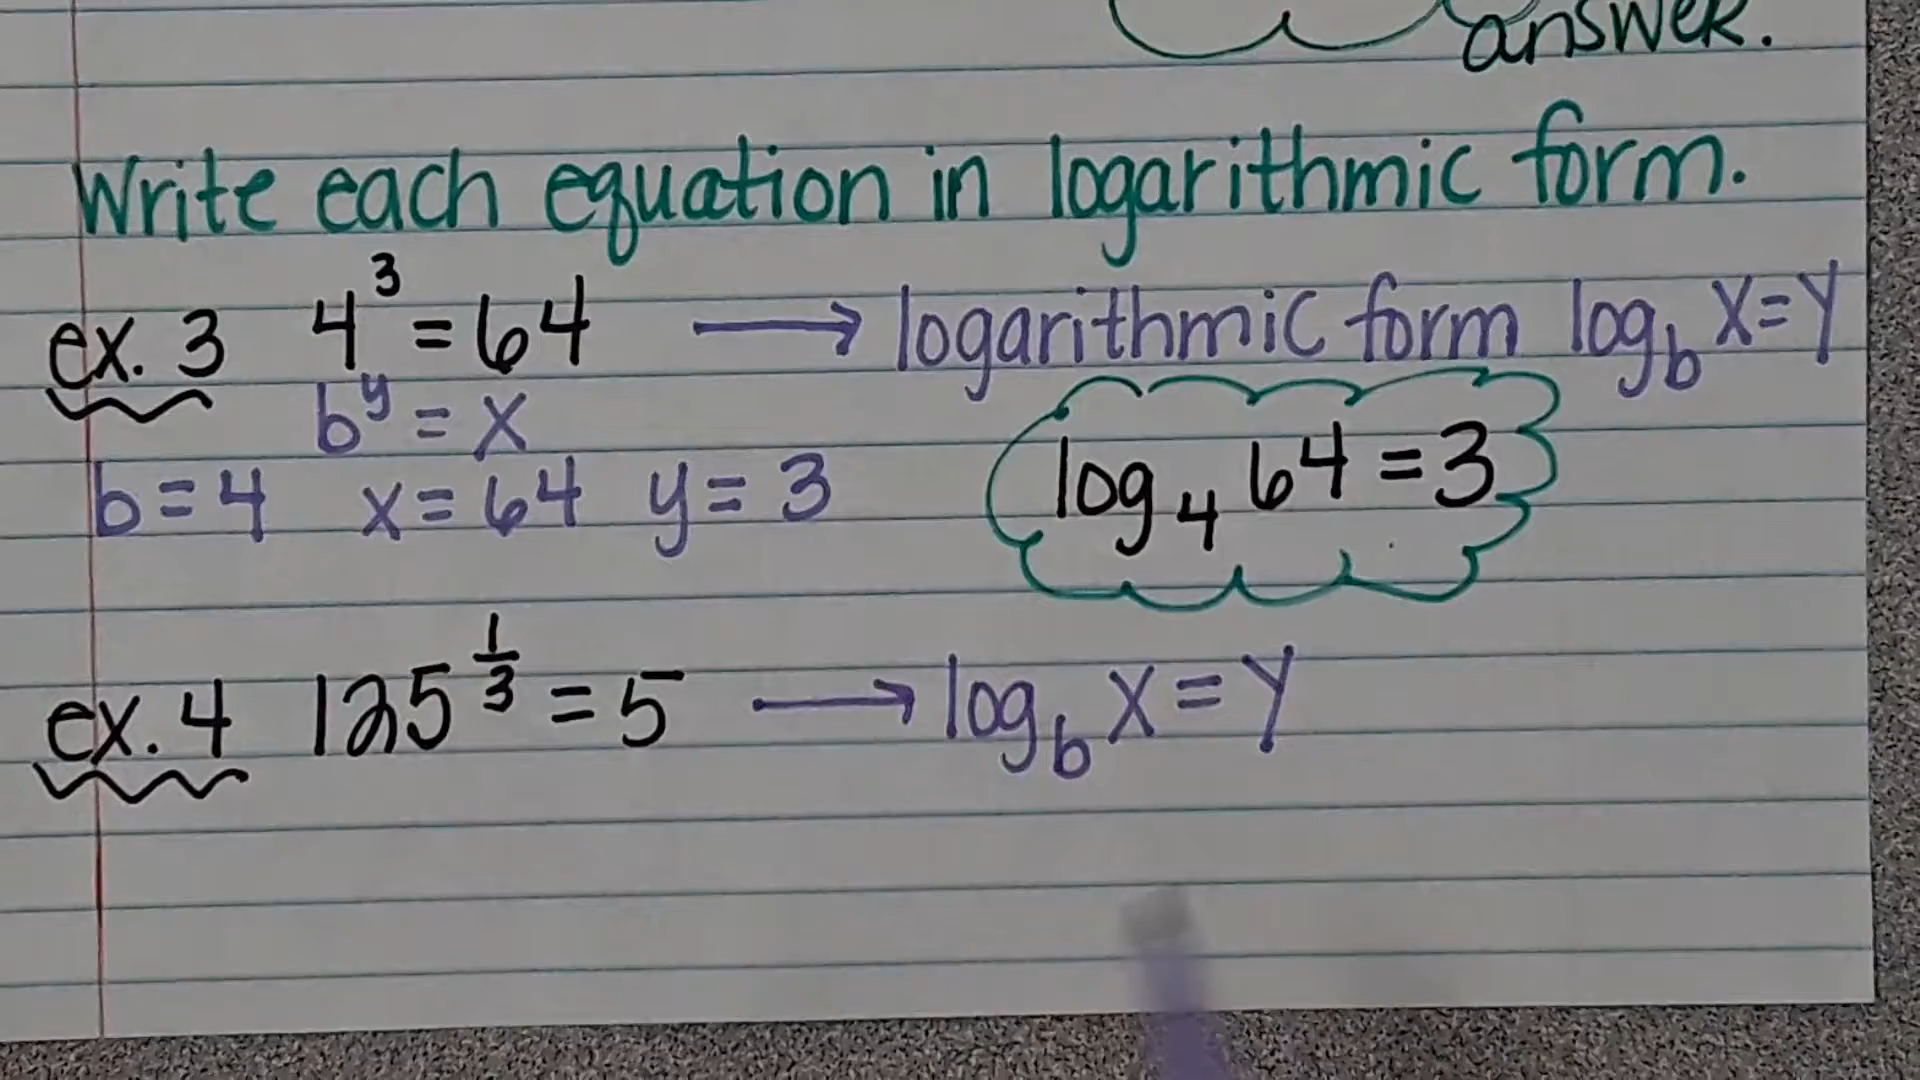 answer.
Write each equation in logarithmic form.
ex. 3 4³ = 64 → logarithmic form log_b X = Y
b^y = x
b = 4 x = 64 y = 3 log₄ 64 = 3
ex. 4 125^(1/3) = 5 → log_b X = Y